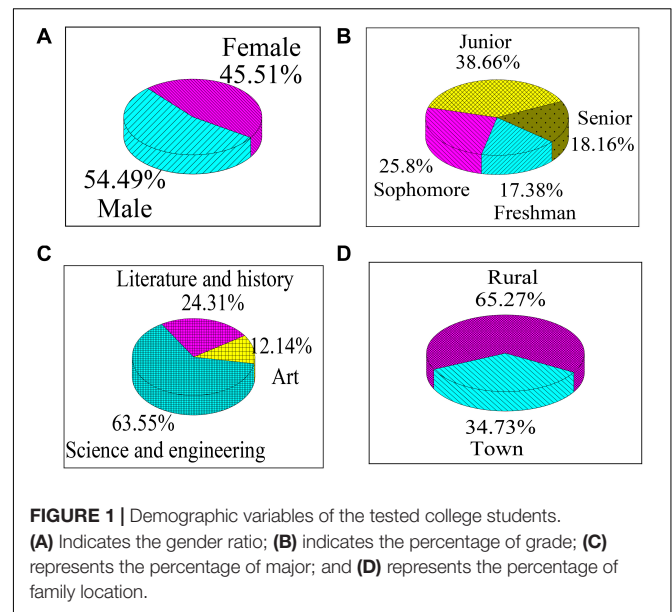 A
Female
45.51%
54.49%
Male
B
Junior
38.66%
Senior
18.16%
25.8%
Sophomore
17.38%
Freshman
C
Literature and history
24.31%
12.14%
Art
63.55%
Science and engineering
D
Rural
65.27%
34.73%
Town
FIGURE 1 | Demographic variables of the tested college students.
(A) Indicates the gender ratio; (B) indicates the percentage of grade; (C)
represents the percentage of major; and (D) represents the percentage of
family location.